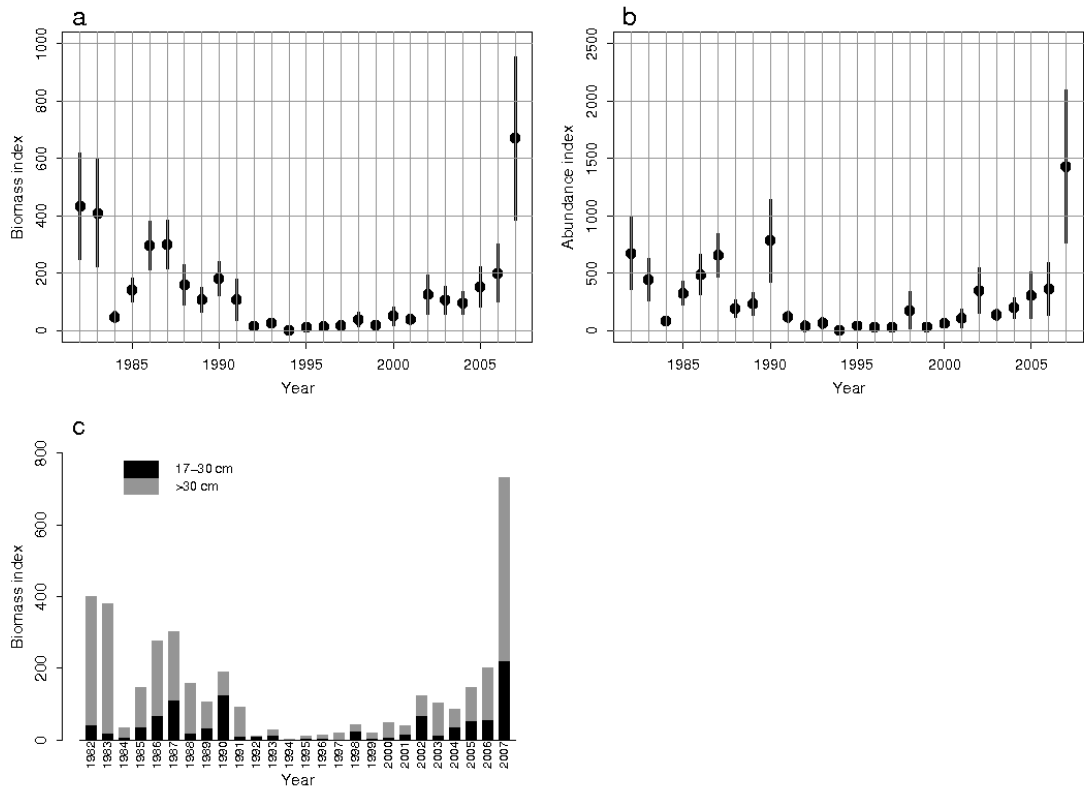 a
1000
800
600
400
200
0
Biomass index
1985 1990 1995 2000 2005
Year
b
2500
2000
1500
1000
500
0
Abundance index
1985 1990 1995 2000 2005
Year
c
800
600
400
200
0
Biomass index
17–30 cm
>30 cm
1982 1983 1984 1985 1986 1987 1988 1989 1990 1991 1992 1993 1994 1995 1996 1997 1998 1999 2000 2001 2002 2003 2004 2005 2006 2007
Year